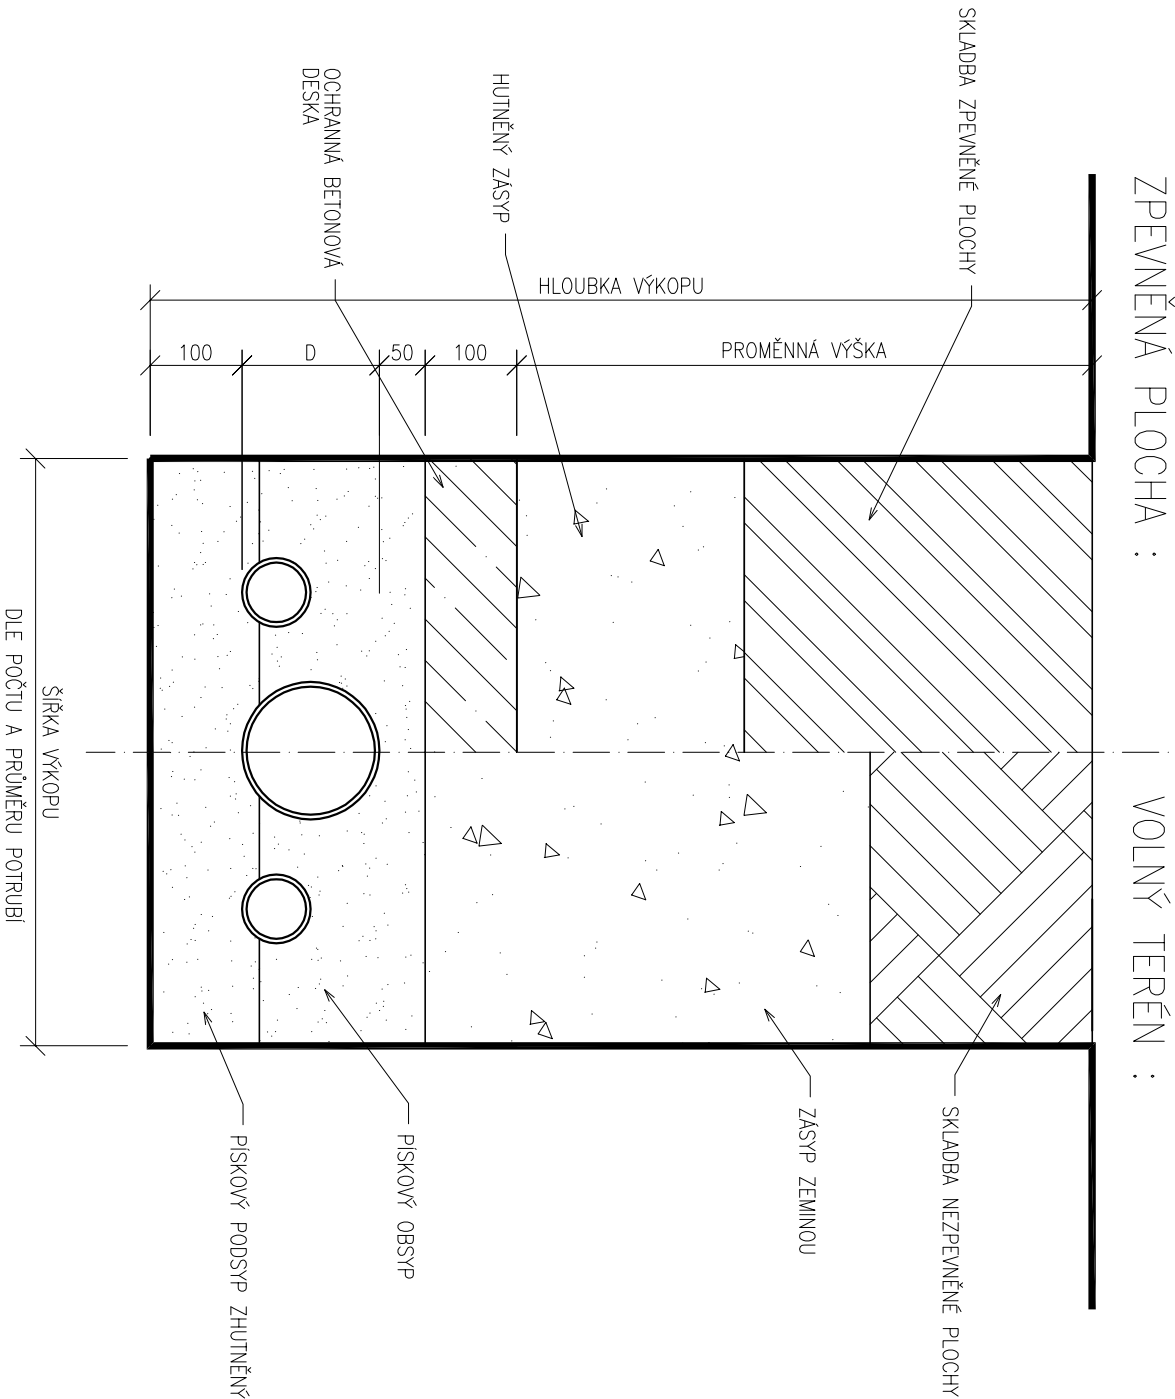 ZPEVNĚNÁ PLOCHA :
VOLNÝ TERÉN :
SKLADBA ZPEVNĚNÉ PLOCHY
HUTNĚNÝ ZÁSYP
OCHRANNÁ BETONOVÁ
DESKA
HLOUBKA VÝKOPU
PROMĚNNÁ VÝŠKA
100
50
D
100
SKLADBA NEZPEVNĚNÉ PLOCHY
ZÁSYP ZEMINOU
PÍSKOVÝ OBSYP
PÍSKOVÝ PODSYP ZHUTNĚNÝ
ŠÍŘKA VÝKOPU
DLE POČTU A PRŮMĚRU POTRUBÍ